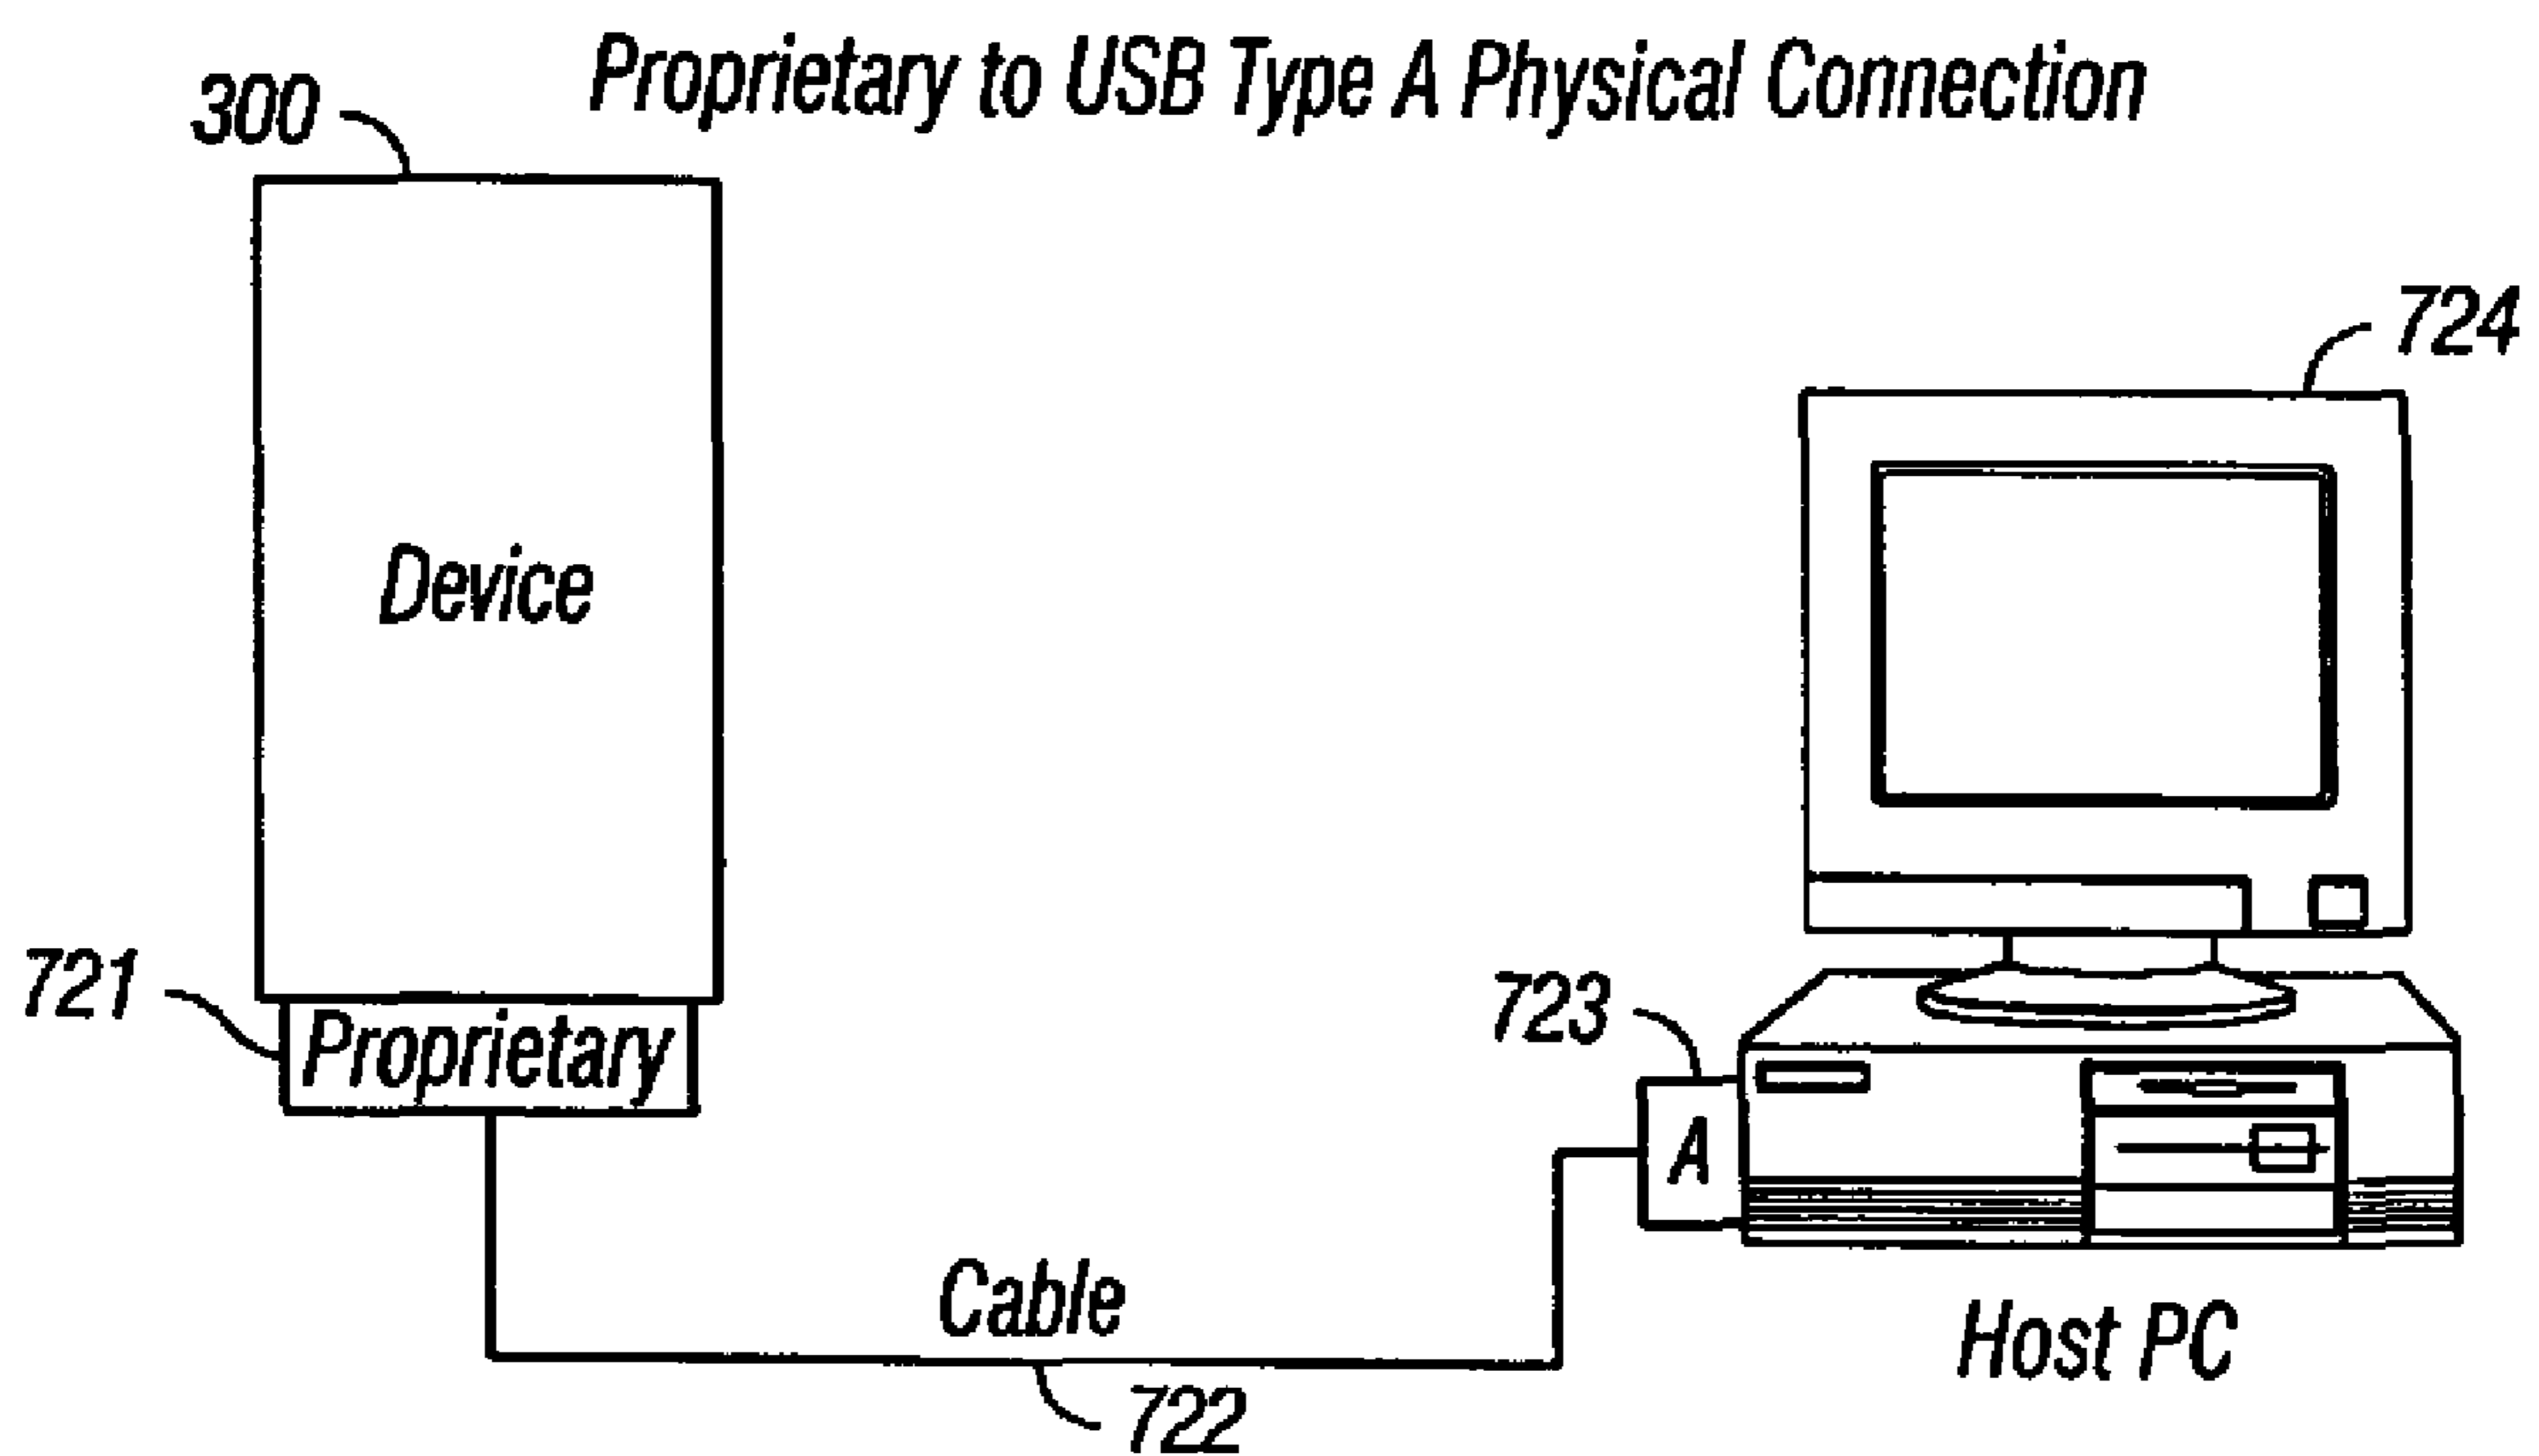 Proprietary to USB Type A Physical Connection
300
724
Device
721
Proprietary
723
A
Cable
722
Host PC